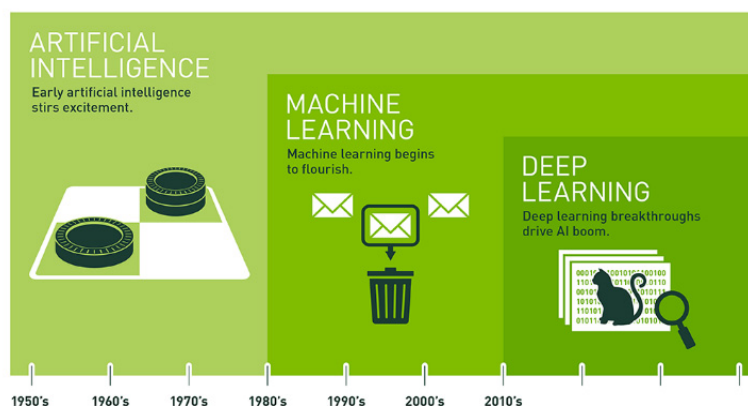 ARTIFICIAL
INTELLIGENCE
Early artificial intelligence
stirs excitement.
MACHINE
LEARNING
Machine learning begins
to flourish.
DEEP
LEARNING
Deep learning breakthroughs
drive AI boom.
1950's 1960's 1970's 1980's 1990's 2000's 2010's